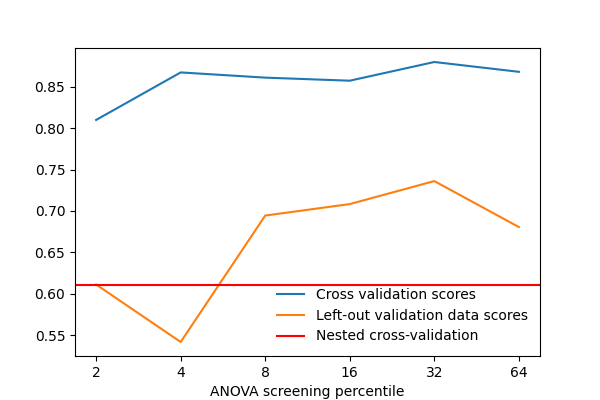 0.85
0.80
0.75
0.70
0.65
0.60
0.55
Cross validation scores
Left-out validation data scores
Nested cross-validation
2 4 8 16 32 64
ANOVA screening percentile